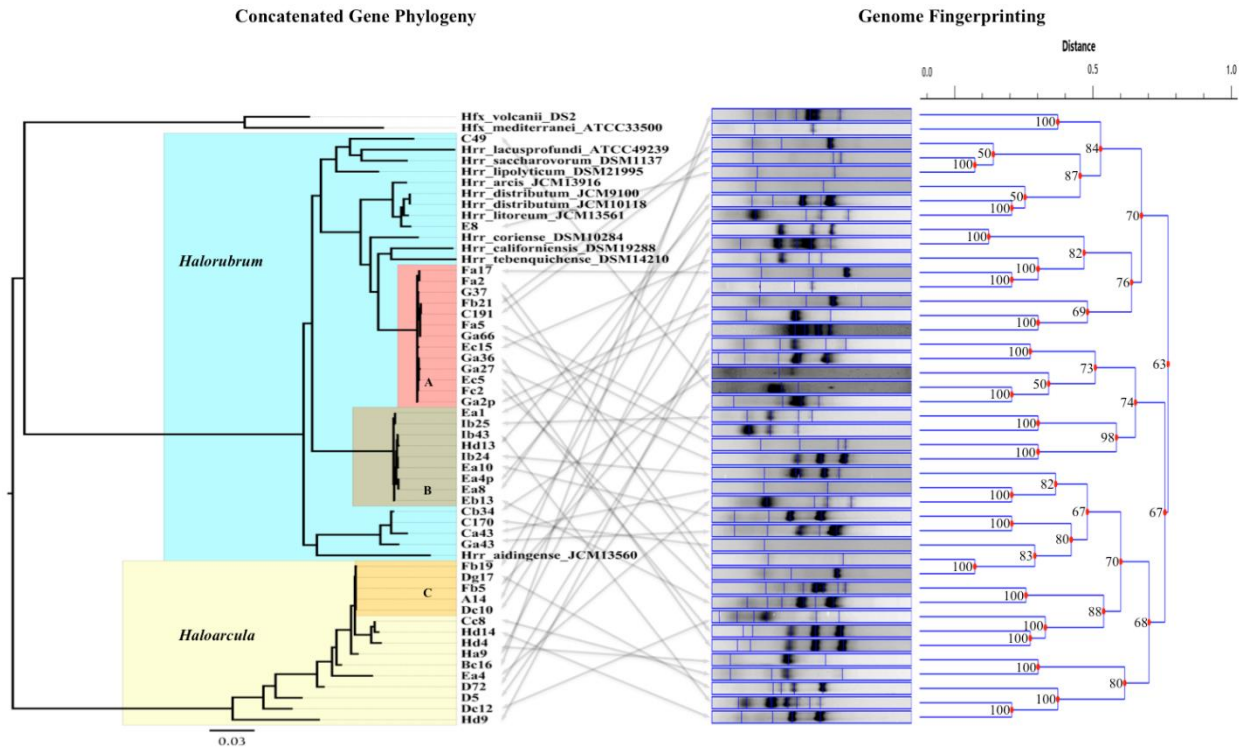 Concatenated Gene Phylogeny
Genome Fingerprinting
Distance
0.0 0.5 1.0
Hfx_volcanii_DS2
Hfx_mediterranei_ATCC33500
C49
Hrr_lacusprofundi_ATCC49239
Hrr_saccharovorum_DSM1137
Hrr_lipolyticum_DSM21995
Hrr_arcis_JCM13916
Hrr_distributum_JCM9100
Hrr_distributum_JCM10118
Hrr_litoreum_JCM13561
E8
Hrr_coriense_DSM10284
Hrr_californiensis_DSM19288
Hrr_tebenquichense_DSM14210
Fa17
Fa2
G37
Fb21
C191
Fa5
Ga66
Ec15
Ga36
Ga27
Ec5
Fc2
Ga2p
Ea1
Ib25
Ib43
Hd13
Ib24
Ea10
Ea4p
Ea8
Eb13
Cb34
C170
Ca43
Ga43
Hrr_aidingense_JCM13560
Fb19
Dg17
Fb5
A14
Dc10
Cc8
Hd14
Hd4
Ha9
Bc16
Ea4
D72
D5
Dc12
Hd9
Halorubrum
Haloarcula
A
B
C
0.03
100
84
50
100
87
50
100
70
100
82
100
100
76
69
100
63
100
73
50
100
74
100
98
100
82
100
67
100
80
83
100
67
70
100
88
100
100
68
100
80
100
100